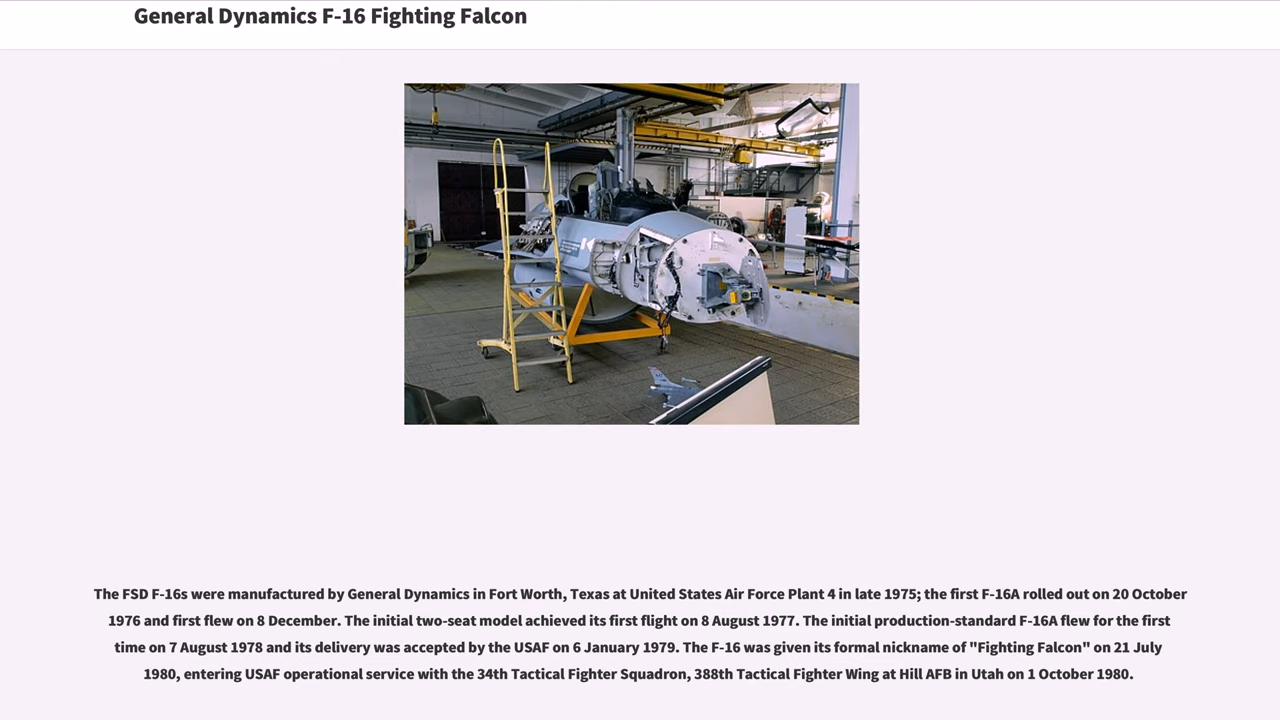 General Dynamics F-16 Fighting Falcon
The FSD F-16s were manufactured by General Dynamics in Fort Worth, Texas at United States Air Force Plant 4 in late 1975; the first F-16A rolled out on 20 October
1976 and first flew on 8 December. The initial two-seat model achieved its first flight on 8 August 1977. The initial production-standard F-16A flew for the first
time on 7 August 1978 and its delivery was accepted by the USAF on 6 January 1979. The F-16 was given its formal nickname of "Fighting Falcon" on 21 July
1980, entering USAF operational service with the 34th Tactical Fighter Squadron, 388th Tactical Fighter Wing at Hill AFB in Utah on 1 October 1980.